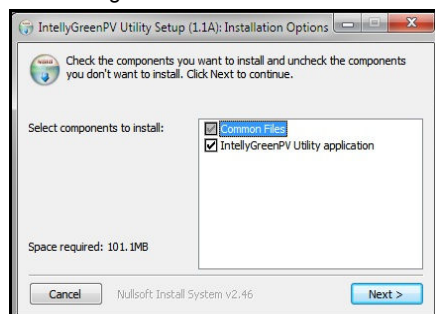 IntellyGreenPV Utility Setup (1.1A): Installation Options
Check the components you want to install and uncheck the components
you don't want to install. Click Next to continue.
Select components to install:
Common Files
IntellyGreenPV Utility application
Space required: 101.1MB
Cancel
Nullsoft Install System v2.46
Next >